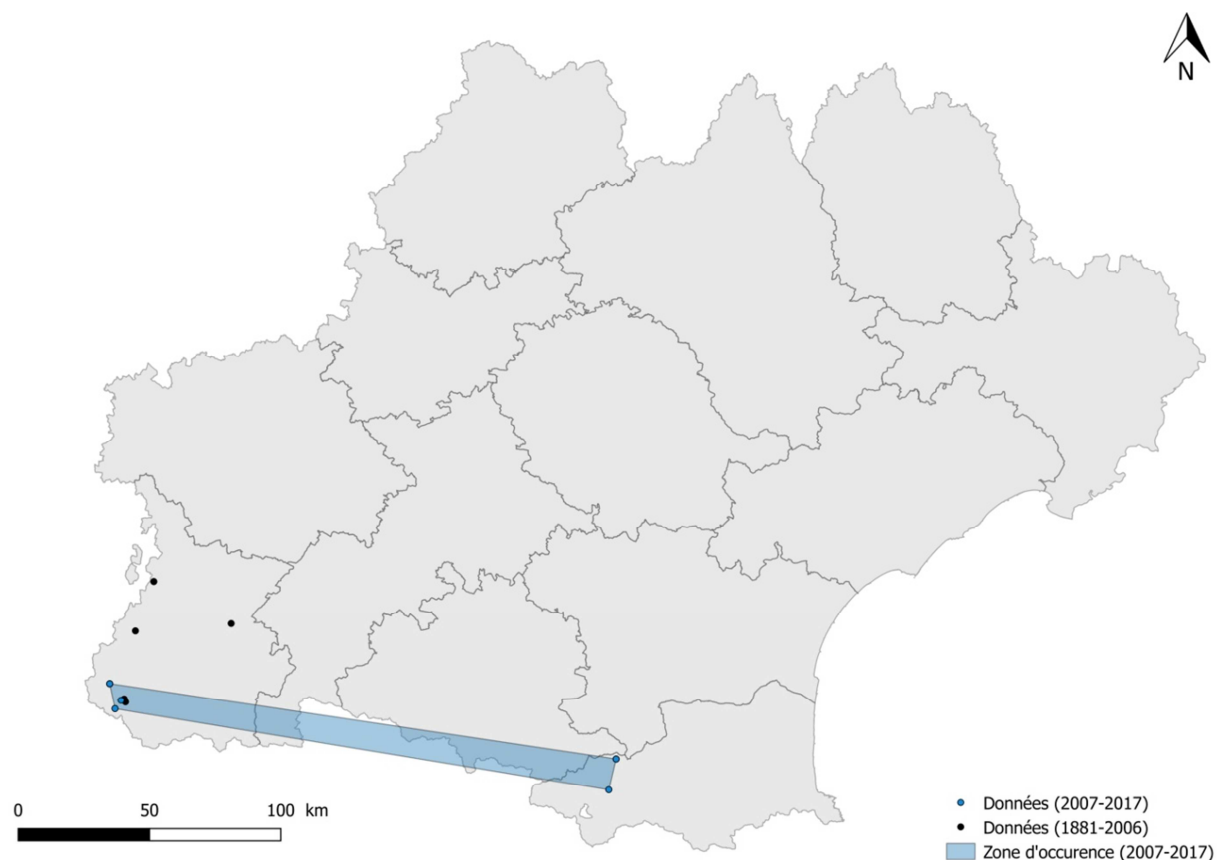 N
0 50 100 km
Données (2007-2017)
Données (1881-2006)
Zone d'occurence (2007-2017)